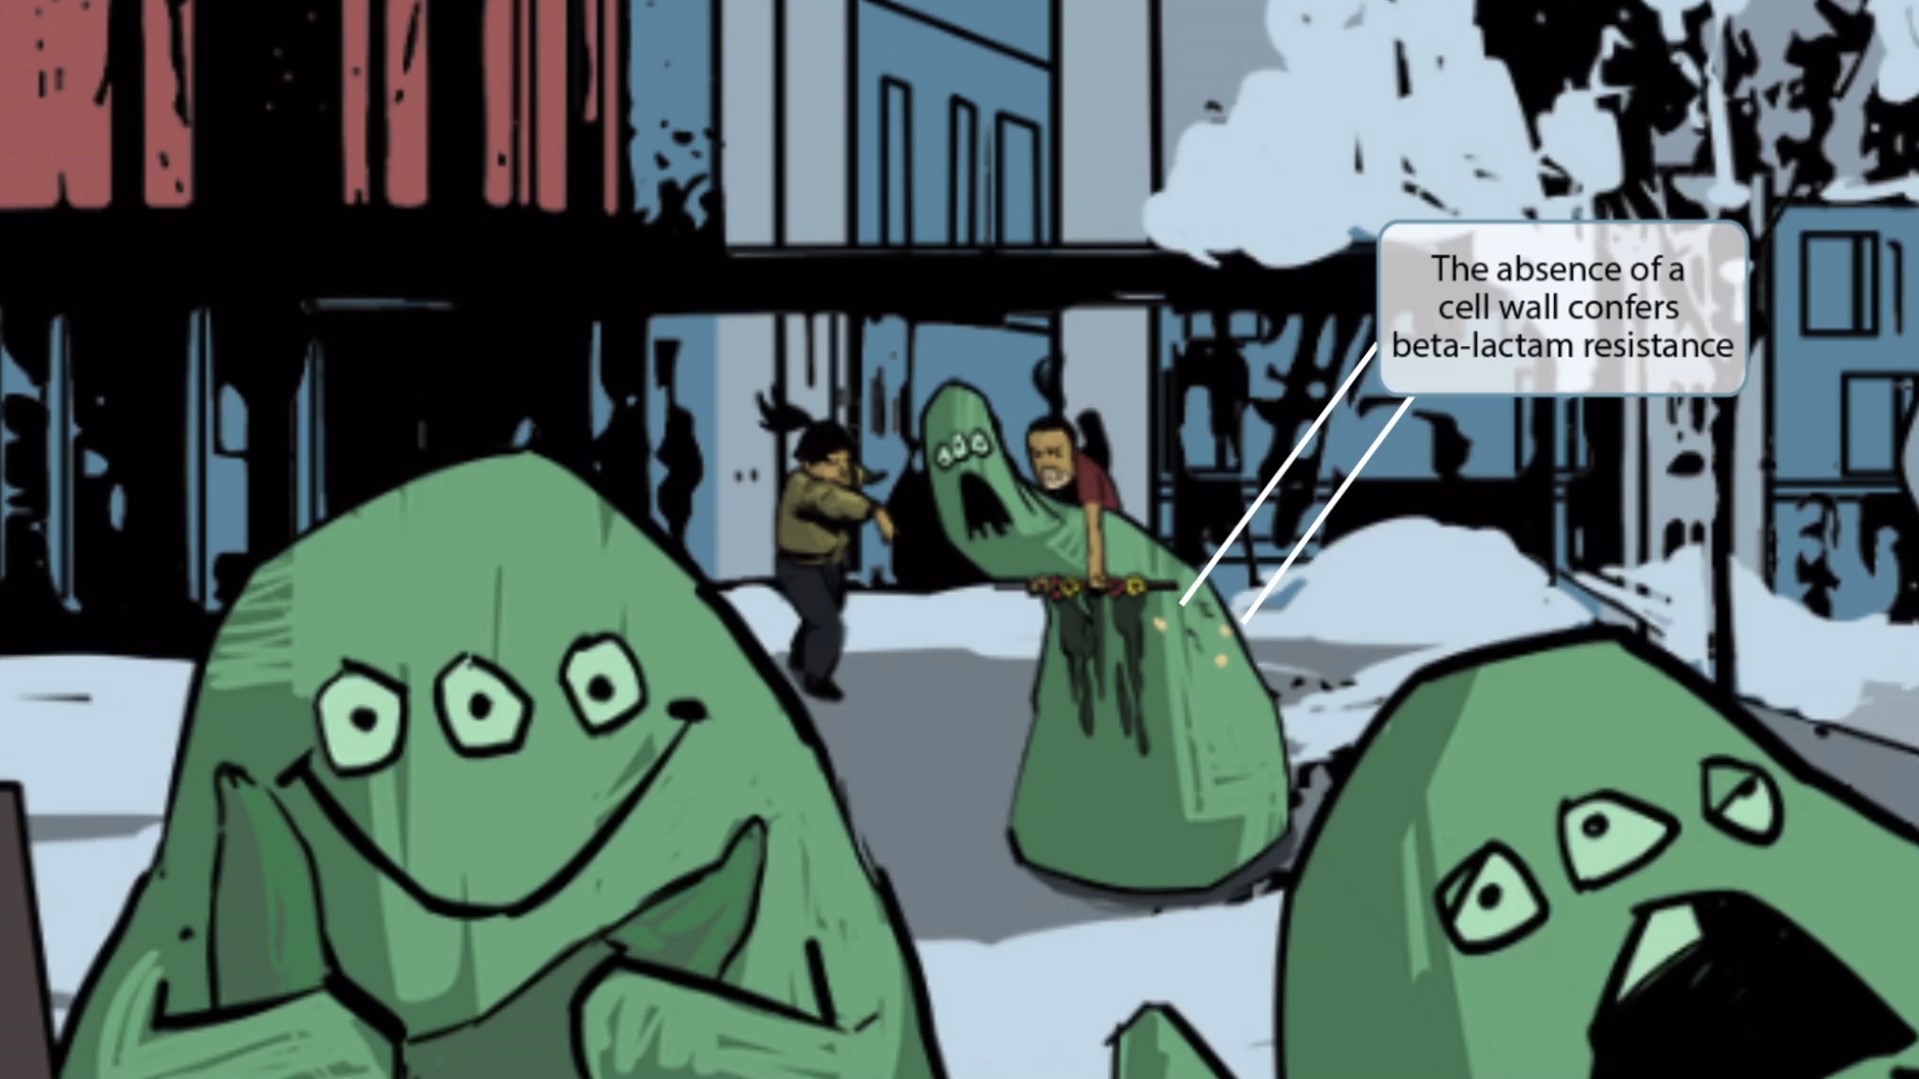 The absence of a
cell wall confers
beta-lactam resistance